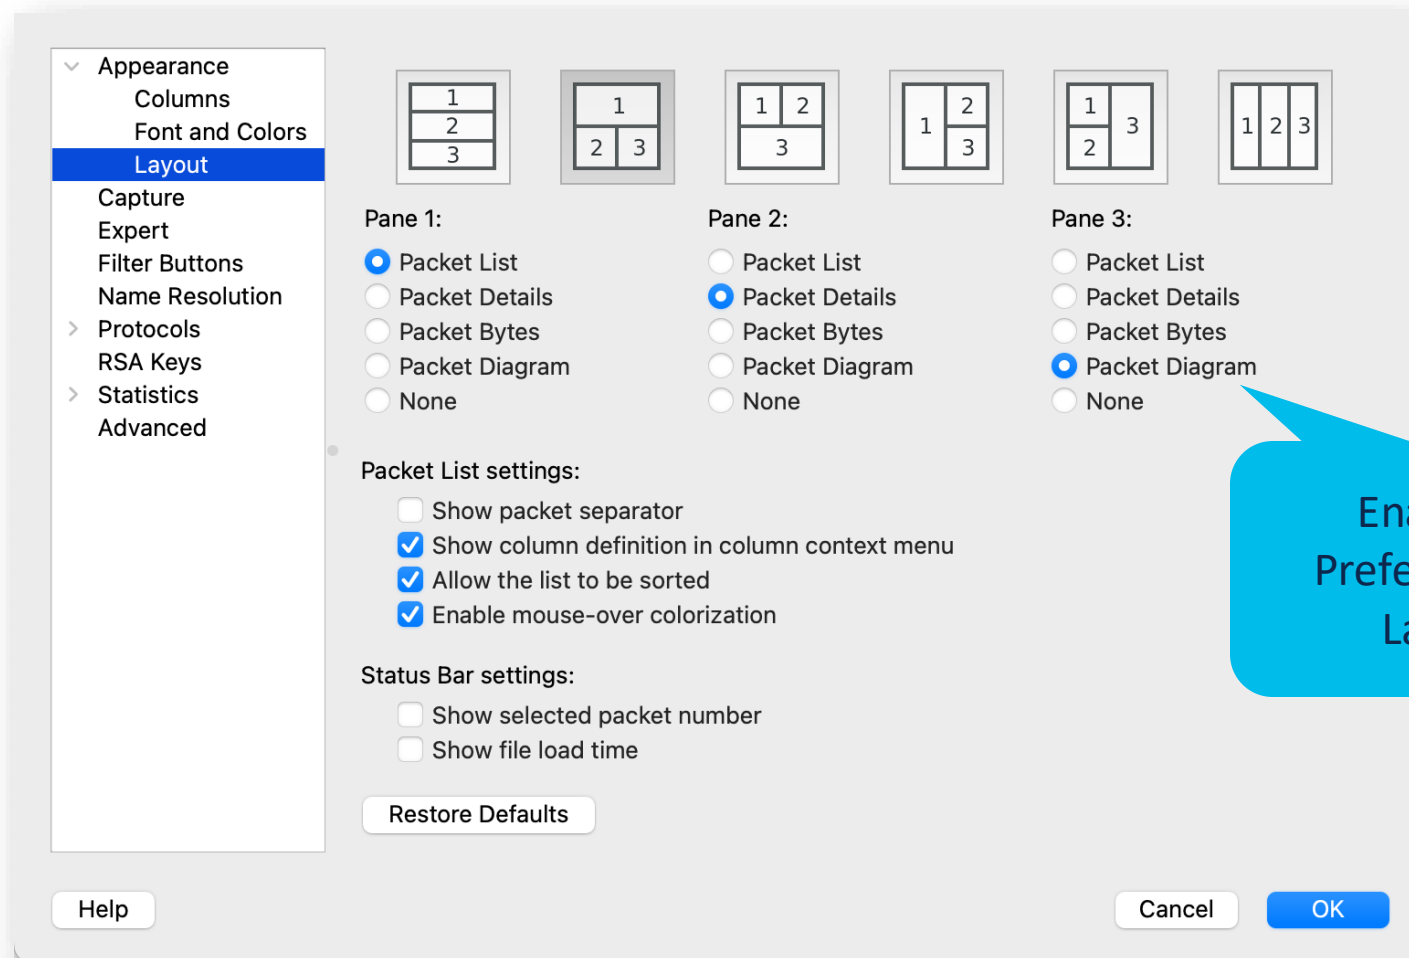 Appearance
Columns
Font and Colors
Layout
Capture
Expert
Filter Buttons
Name Resolution
Protocols
RSA Keys
Statistics
Advanced
1
2
3
1
2 3
1 2
3
1
2
3
1
2
3
1 2 3
Pane 1:
Packet List
Packet Details
Packet Bytes
Packet Diagram
None
Pane 2:
Packet List
Packet Details
Packet Bytes
Packet Diagram
None
Pane 3:
Packet List
Packet Details
Packet Bytes
Packet Diagram
None
Packet List settings:
Show packet separator
Show column definition in column context menu
Allow the list to be sorted
Enable mouse-over colorization
Status Bar settings:
Show selected packet number
Show file load time
Restore Defaults
Help
Cancel
OK